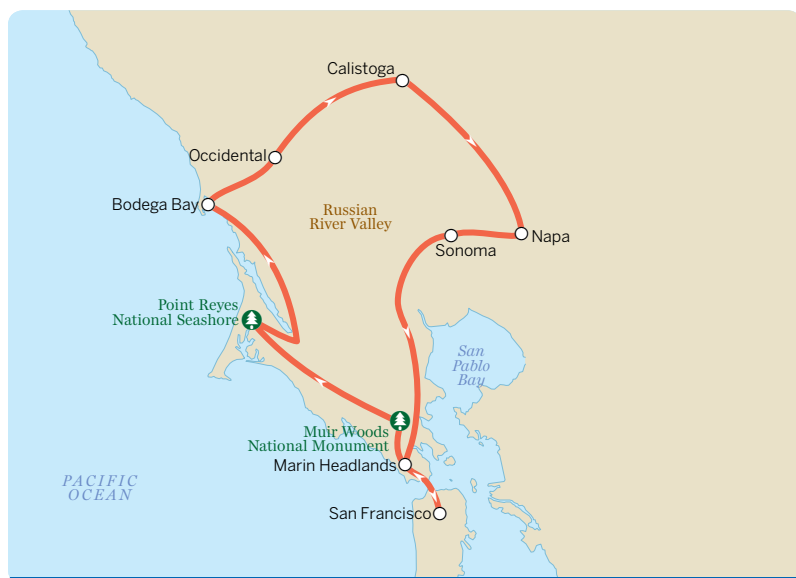 Calistoga
Occidental
Bodega Bay
Russian
River Valley
Sonoma
Napa
Point Reyes
National Seashore
San
Pablo
Bay
Muir Woods
National Monument
Marin Headlands
PACIFIC
OCEAN
San Francisco